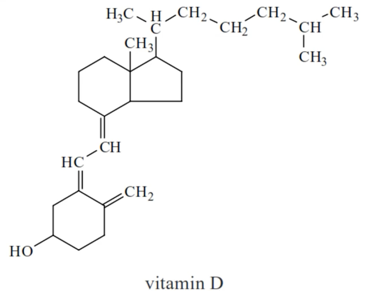 H₃C H CH₂ CH₂ CH₃
C CH₂ CH
CH₃ CH₃
CH
HC
CH₂
HO
vitamin D